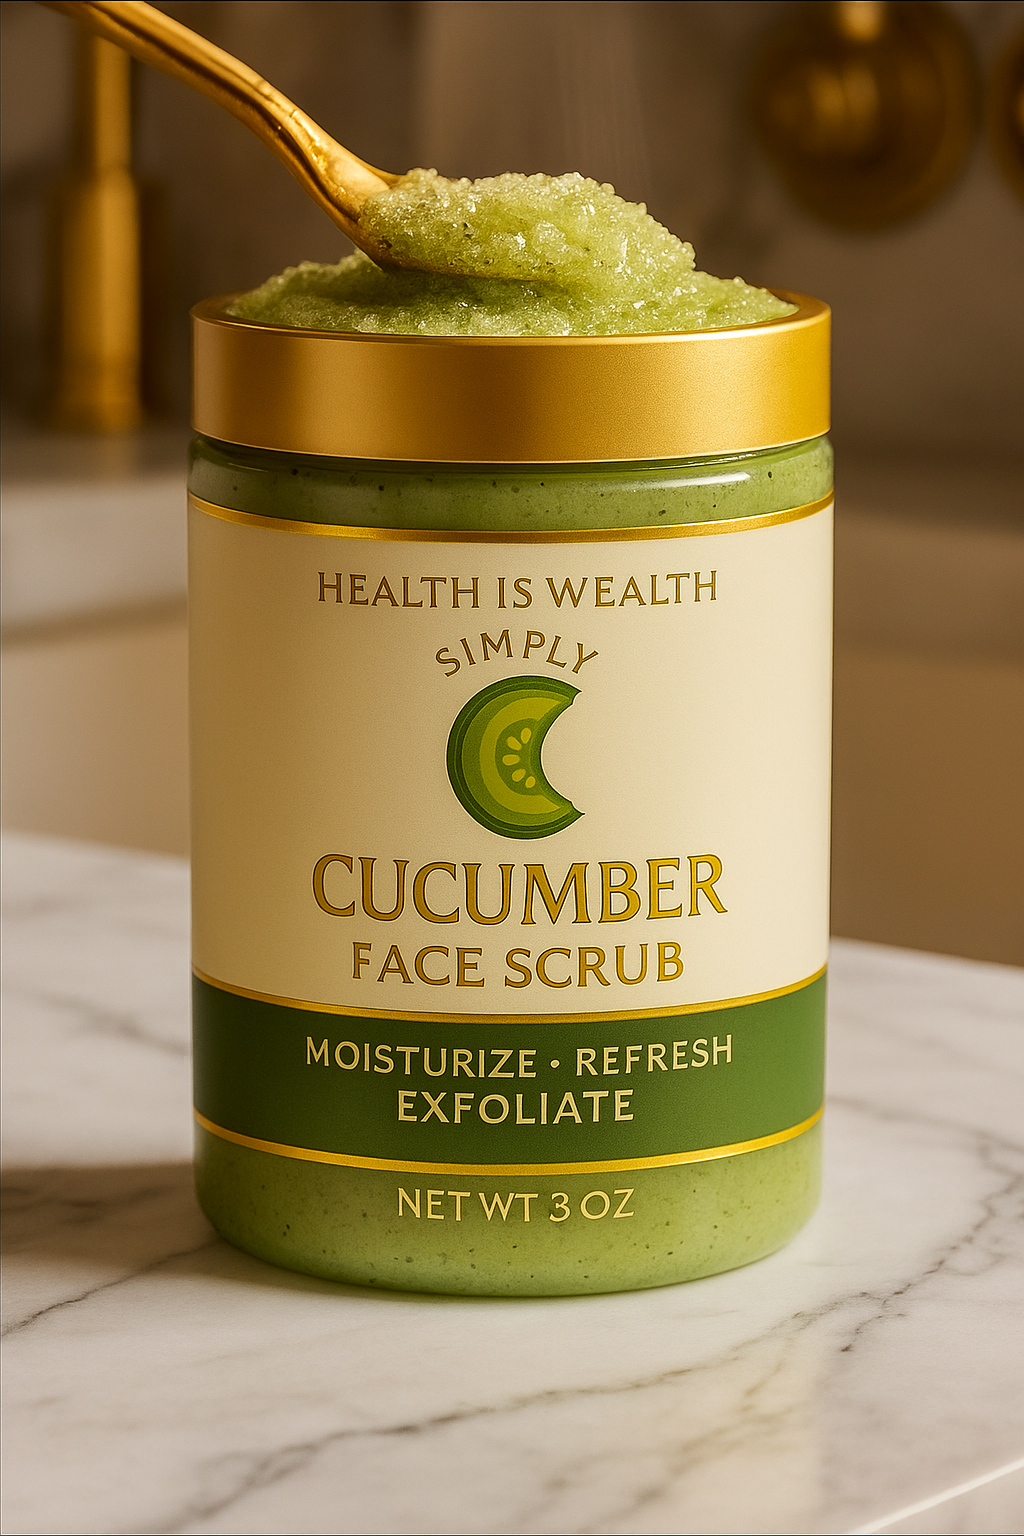 HEALTH IS WEALTH
SIMPLY
CUCUMBER
FACE SCRUB
MOISTURIZE • REFRESH
EXFOLIATE
NET WT 3 OZ